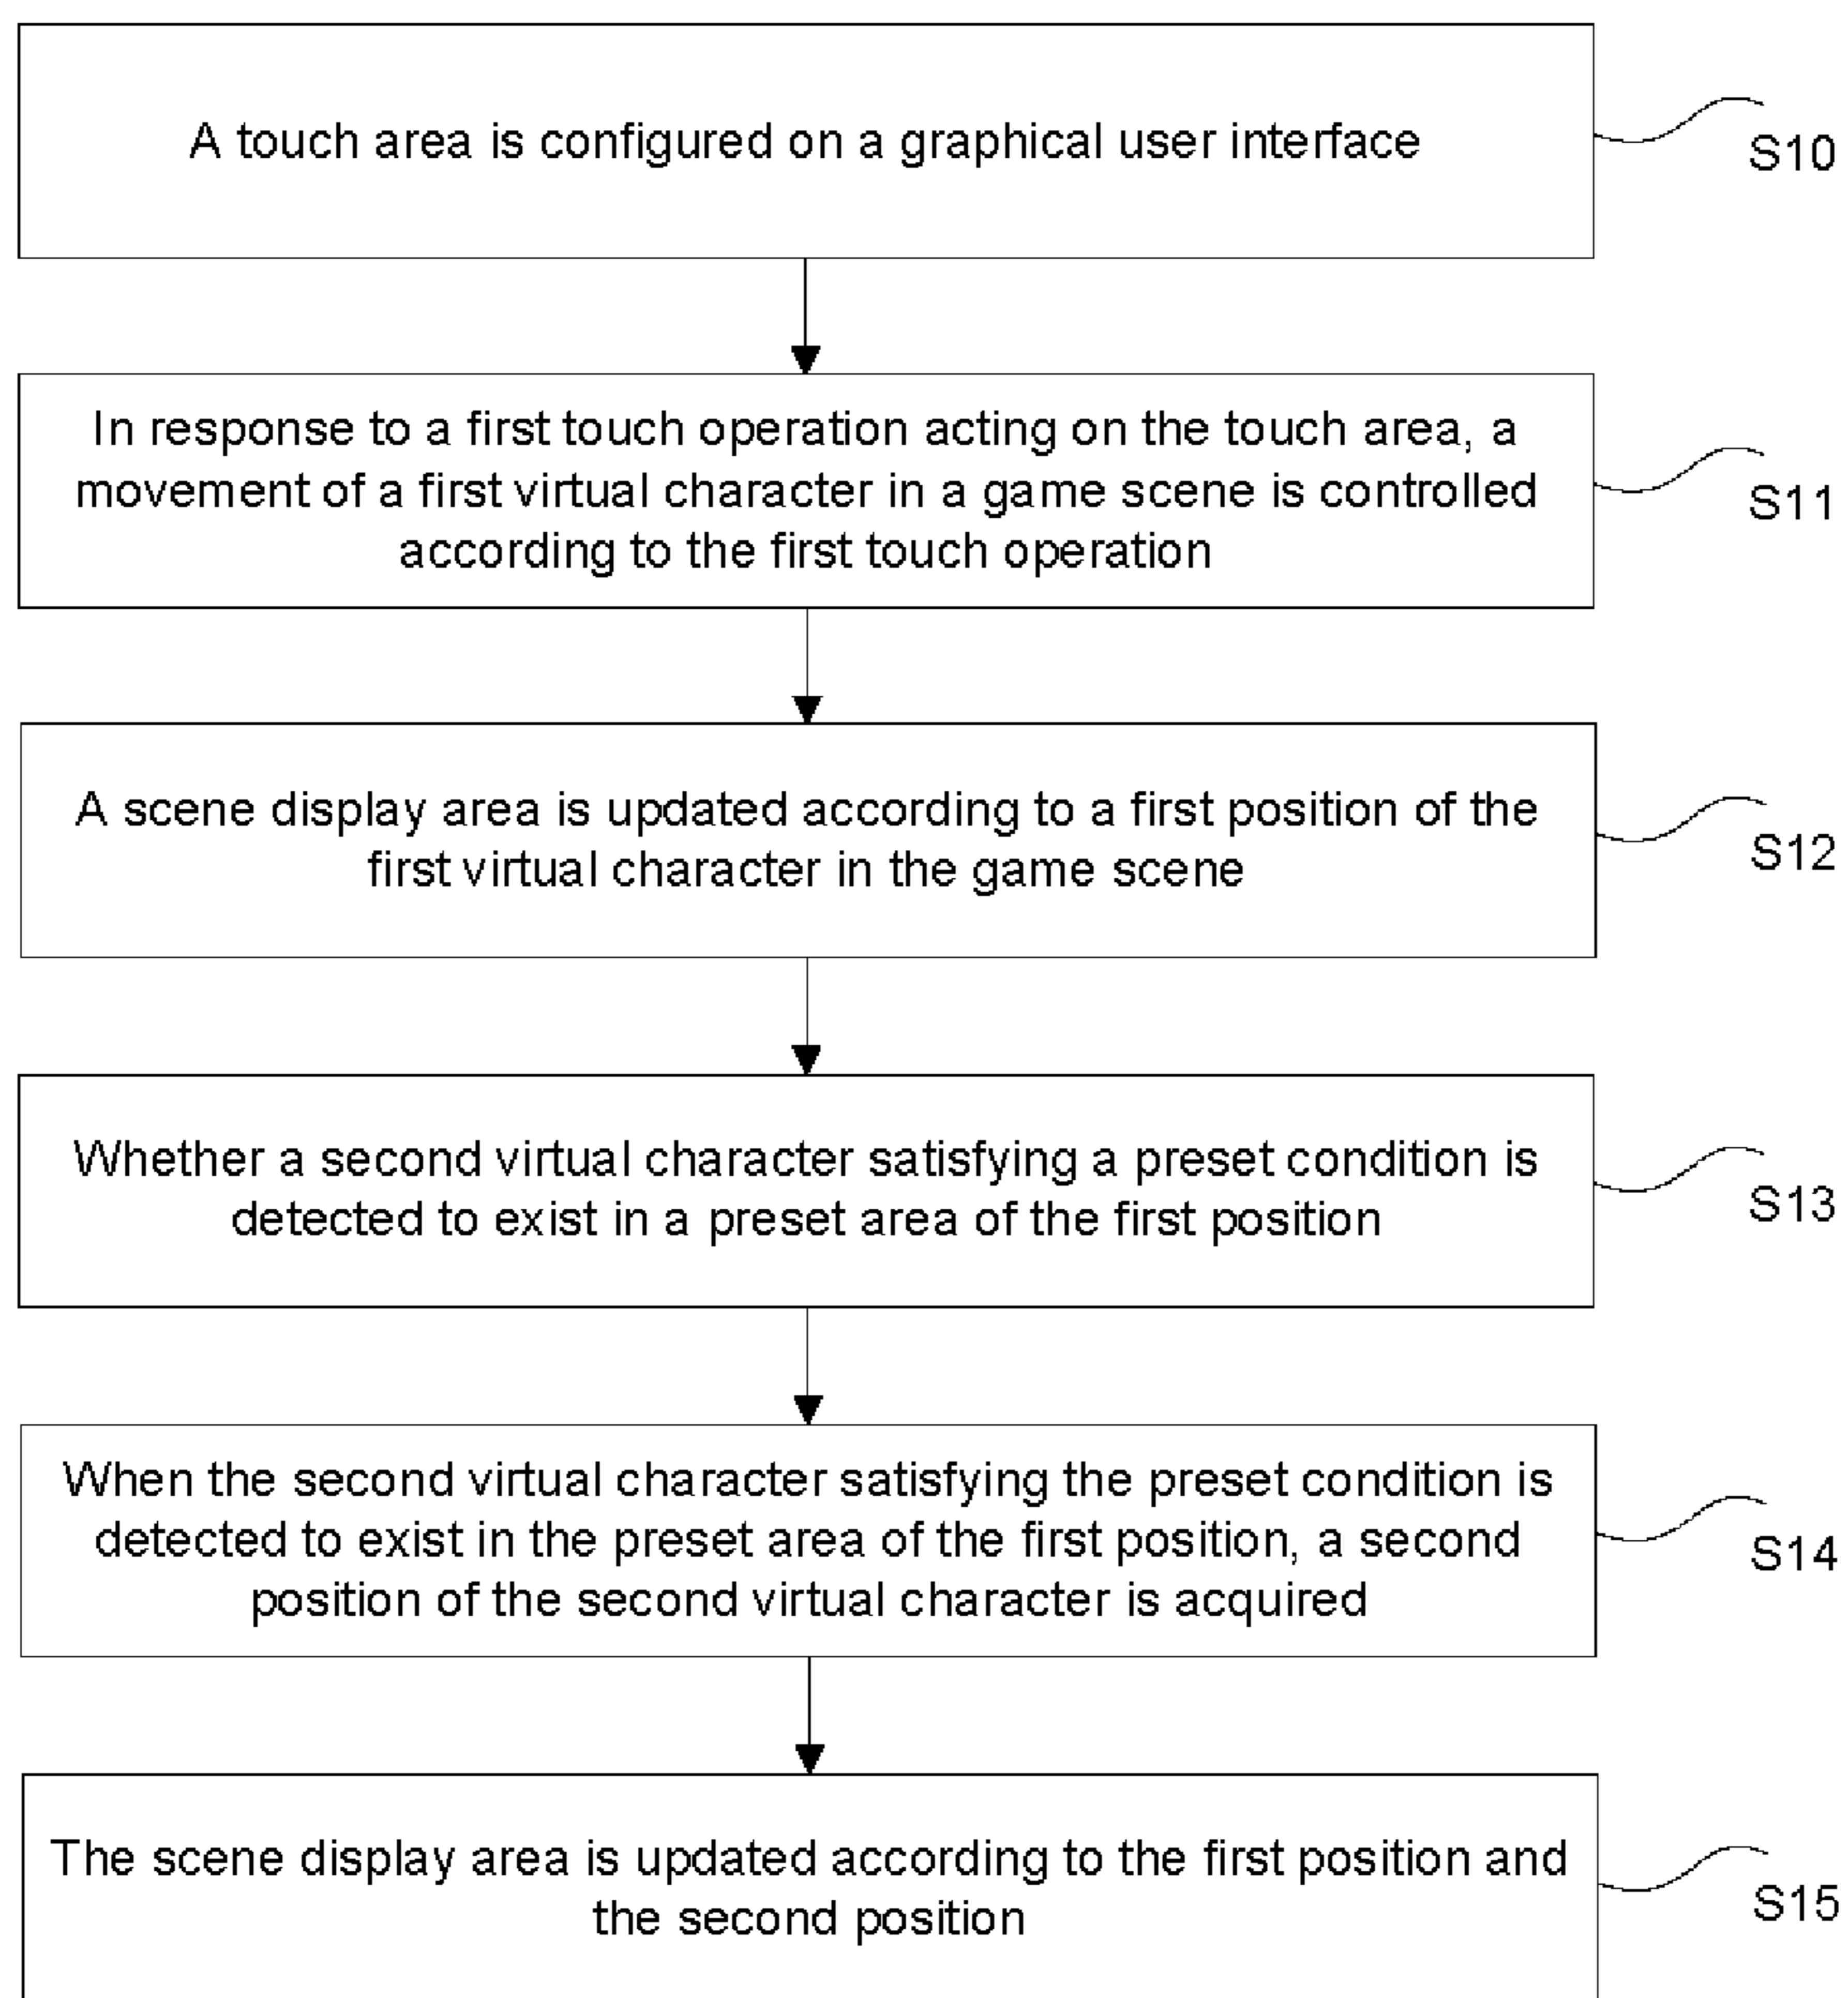 A touch area is configured on a graphical user interface
S10
In response to a first touch operation acting on the touch area, a
movement of a first virtual character in a game scene is controlled
according to the first touch operation
S11
A scene display area is updated according to a first position of the
first virtual character in the game scene
S12
Whether a second virtual character satisfying a preset condition is
detected to exist in a preset area of the first position
S13
When the second virtual character satisfying the preset condition is
detected to exist in the preset area of the first position, a second
position of the second virtual character is acquired
S14
The scene display area is updated according to the first position and
the second position
S15